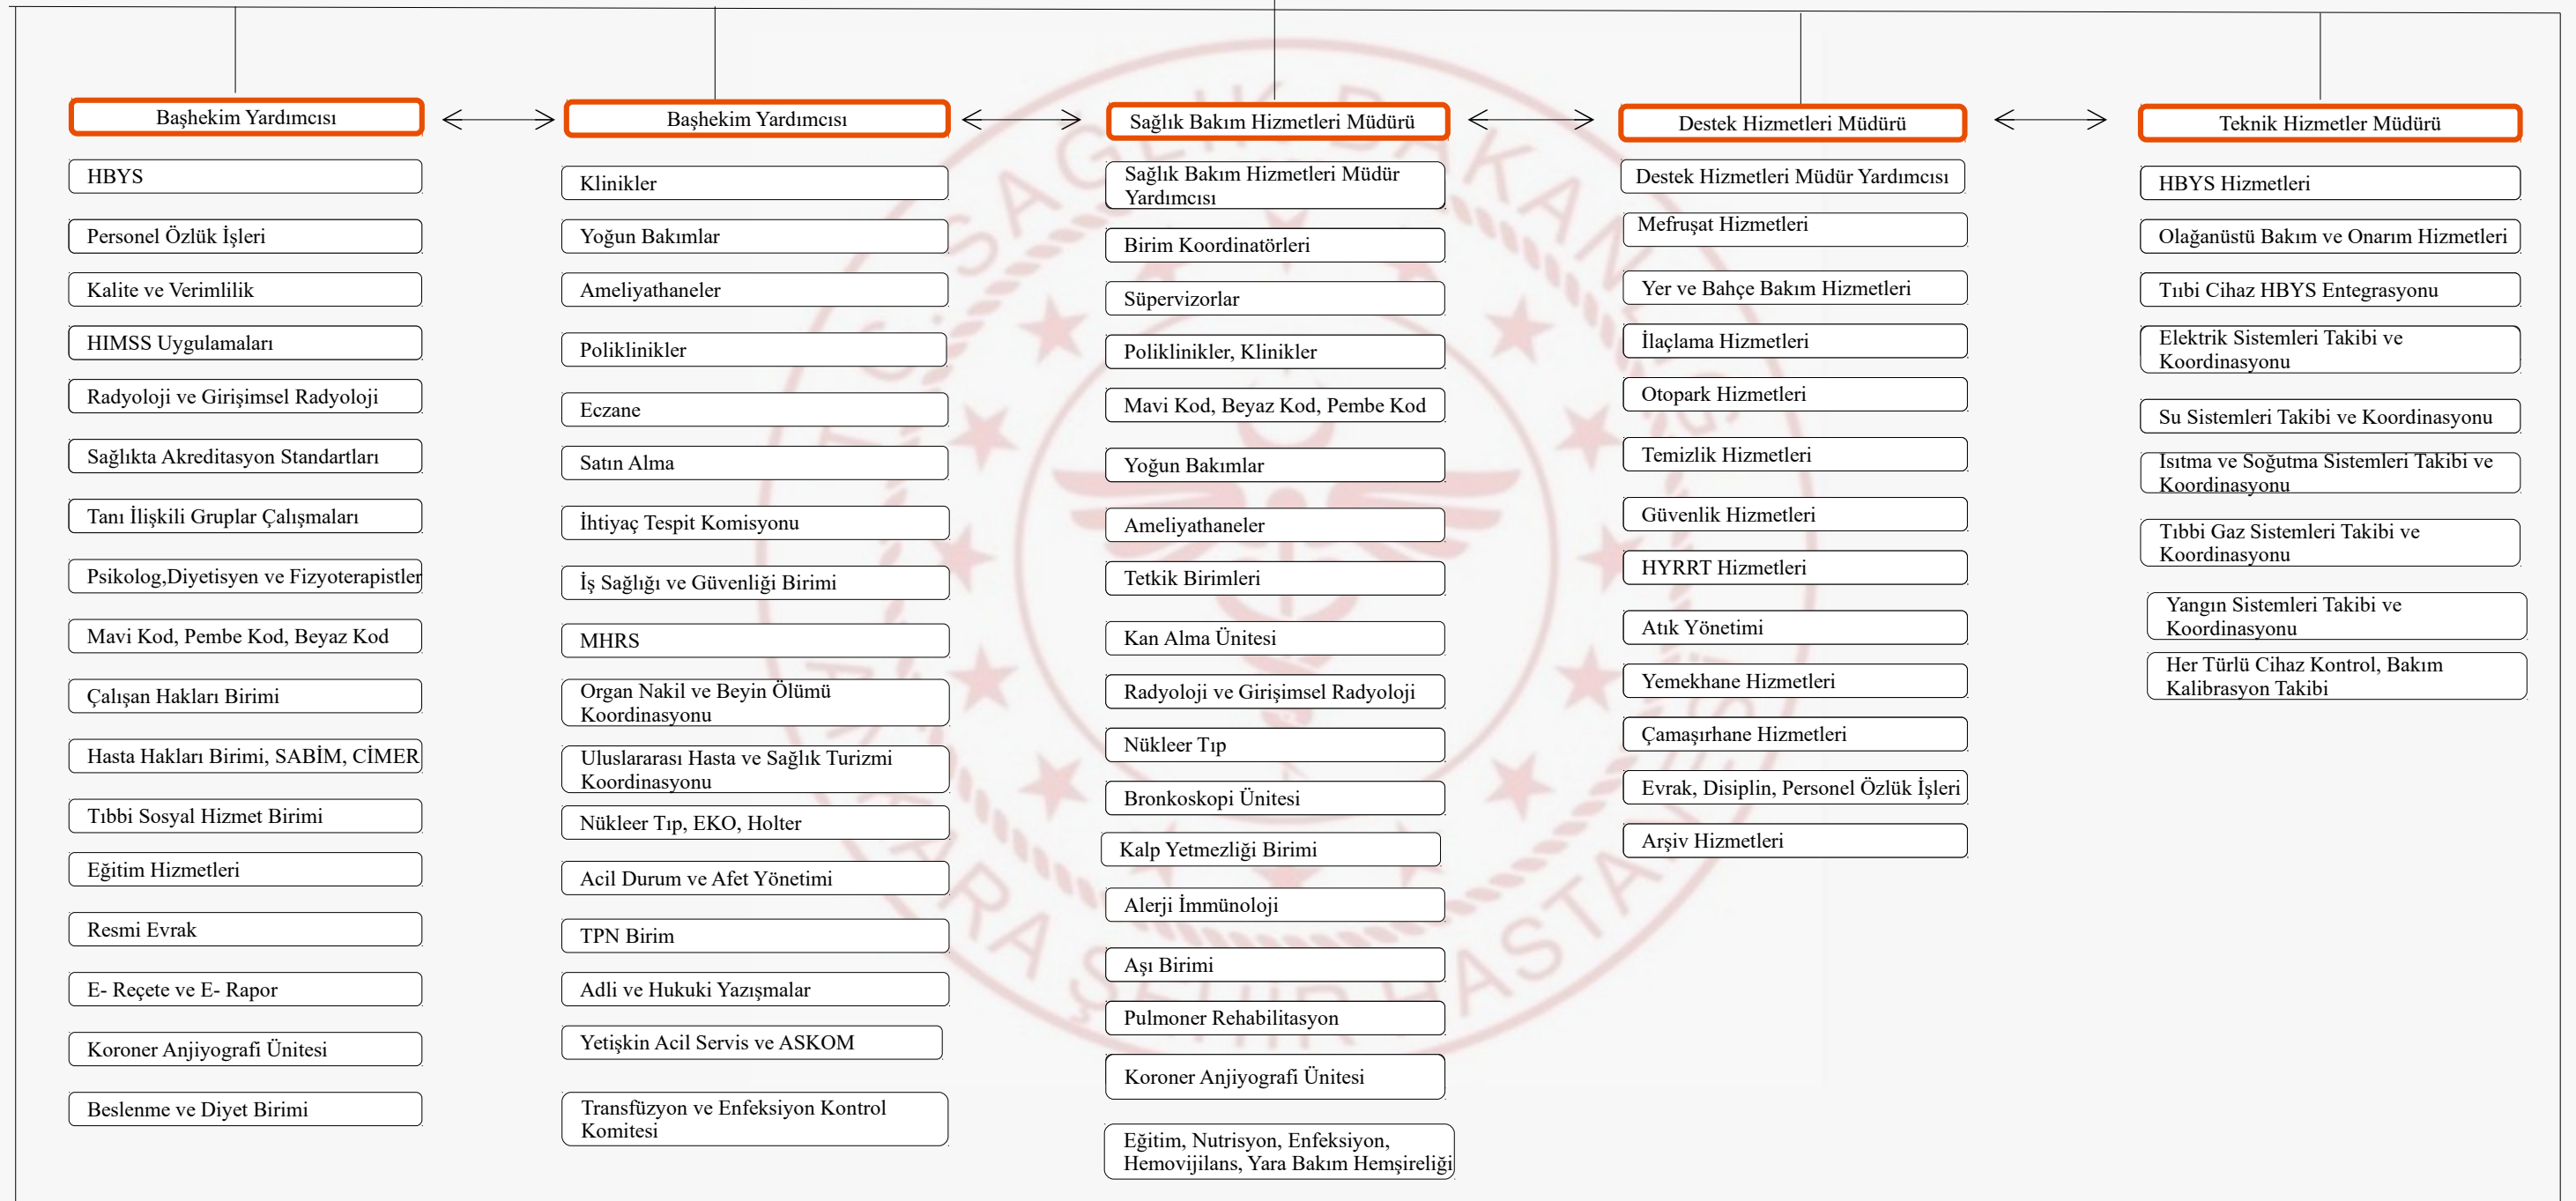 Başhekim Yardımcısı
HBYS
Personel Özlük İşleri
Kalite ve Verimlilik
HIMSS Uygulamaları
Radyoloji ve Girişimsel Radyoloji
Sağlıkta Akreditasyon Standartları
Tanı İlişkili Gruplar Çalışmaları
Psikolog,Diyetisyen ve Fizyoterapistler
Mavi Kod, Pembe Kod, Beyaz Kod
Çalışan Hakları Birimi
Hasta Hakları Birimi, SABİM, CİMER
Tıbbi Sosyal Hizmet Birimi
Eğitim Hizmetleri
Resmi Evrak
E- Reçete ve E- Rapor
Koroner Anjiyografi Ünitesi
Beslenme ve Diyet Birimi
Başhekim Yardımcısı
Klinikler
Yoğun Bakımlar
Ameliyathaneler
Poliklinikler
Eczane
Satın Alma
İhtiyaç Tespit Komisyonu
İş Sağlığı ve Güvenliği Birimi
MHRS
Organ Nakil ve Beyin Ölümü
Koordinasyonu
Uluslararası Hasta ve Sağlık Turizmi
Koordinasyonu
Nükleer Tıp, EKO, Holter
Acil Durum ve Afet Yönetimi
TPN Birim
Adli ve Hukuki Yazışmalar
Yetişkin Acil Servis ve ASKOM
Transfüzyon ve Enfeksiyon Kontrol
Komitesi
Sağlık Bakım Hizmetleri Müdürü
Sağlık Bakım Hizmetleri Müdür
Yardımcısı
Birim Koordinatörleri
Süpervizorlar
Poliklinikler, Klinikler
Mavi Kod, Beyaz Kod, Pembe Kod
Yoğun Bakımlar
Ameliyathaneler
Tetkik Birimleri
Kan Alma Ünitesi
Radyoloji ve Girişimsel Radyoloji
Nükleer Tıp
Bronkoskopi Ünitesi
Kalp Yetmezliği Birimi
Alerji İmmünoloji
Aşı Birimi
Pulmoner Rehabilitasyon
Koroner Anjiyografi Ünitesi
Eğitim, Nutrisyon, Enfeksiyon,
Hemovijilans, Yara Bakım Hemşireliği
Destek Hizmetleri Müdürü
Destek Hizmetleri Müdür Yardımcısı
Mefruşat Hizmetleri
Yer ve Bahçe Bakım Hizmetleri
İlaçlama Hizmetleri
Otopark Hizmetleri
Temizlik Hizmetleri
Güvenlik Hizmetleri
HYRRT Hizmetleri
Atık Yönetimi
Yemekhane Hizmetleri
Çamaşırhane Hizmetleri
Evrak, Disiplin, Personel Özlük İşleri
Arşiv Hizmetleri
Teknik Hizmetler Müdürü
HBYS Hizmetleri
Olağanüstü Bakım ve Onarım Hizmetleri
Tıbi Cihaz HBYS Entegrasyonu
Elektrik Sistemleri Takibi ve
Koordinasyonu
Su Sistemleri Takibi ve Koordinasyonu
Isıtma ve Soğutma Sistemleri Takibi ve
Koordinasyonu
Tıbbi Gaz Sistemleri Takibi ve
Koordinasyonu
Yangın Sistemleri Takibi ve
Koordinasyonu
Her Türlü Cihaz Kontrol, Bakım
Kalibrasyon Takibi
T.C. SAĞLIK BAKANLIĞI
ANKARA ŞEHİR HASTANESİ